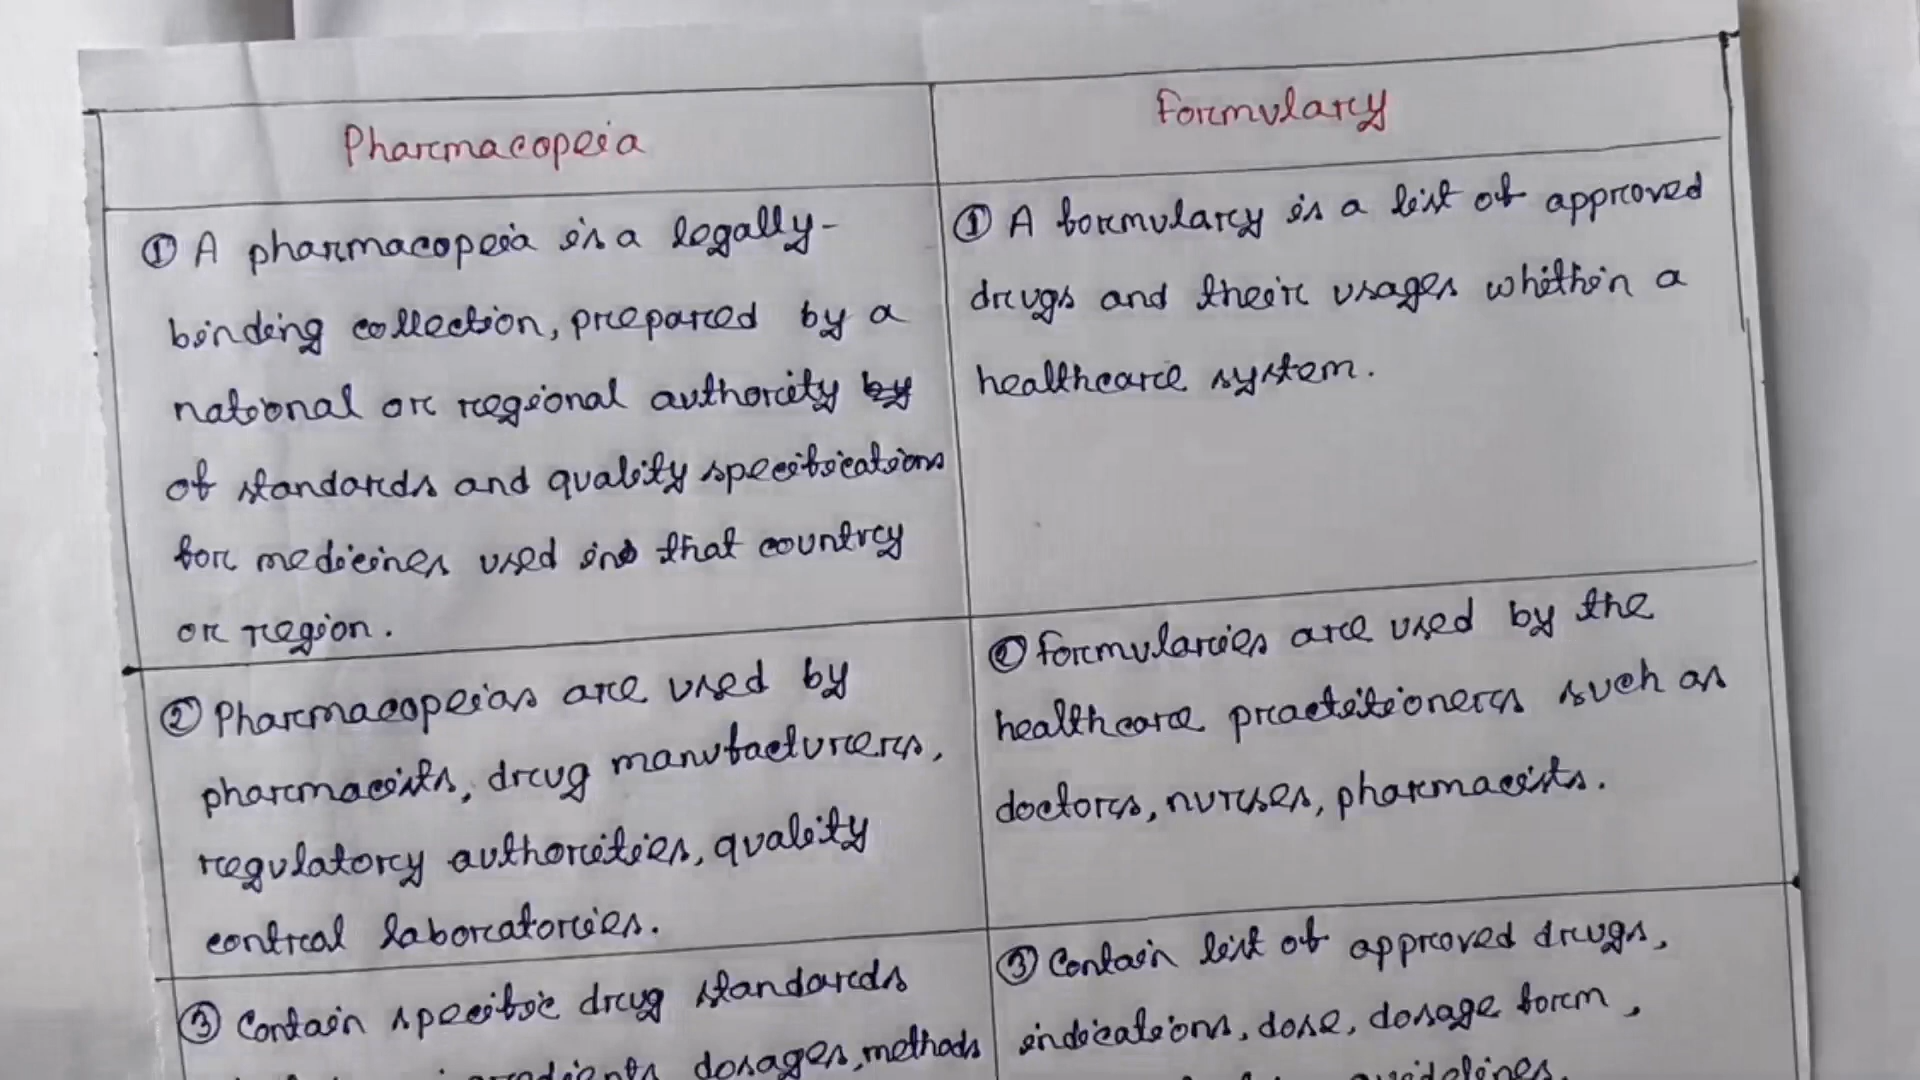 Pharmacopeia
① A pharmacopeia is a legally-
binding collection, prepared by a
national or regional authority by
of standards and quality specifications
for medicines used in that country
or region.
② Pharmacopeias are used by
pharmacists, drug manufacturers,
regulatory authorities, quality
contral laboratories.
③ Contain specific drug standards
dosages, methods
Formulary
① A formulary is a list of approved
drugs and their usages whithin a
healthcare system.
② Formularies are used by the
healthcare practitioners such as
doctors, nurses, pharmacists.
③ Contain list of approved drugs,
indications, dose, dosage form,
guidelines.